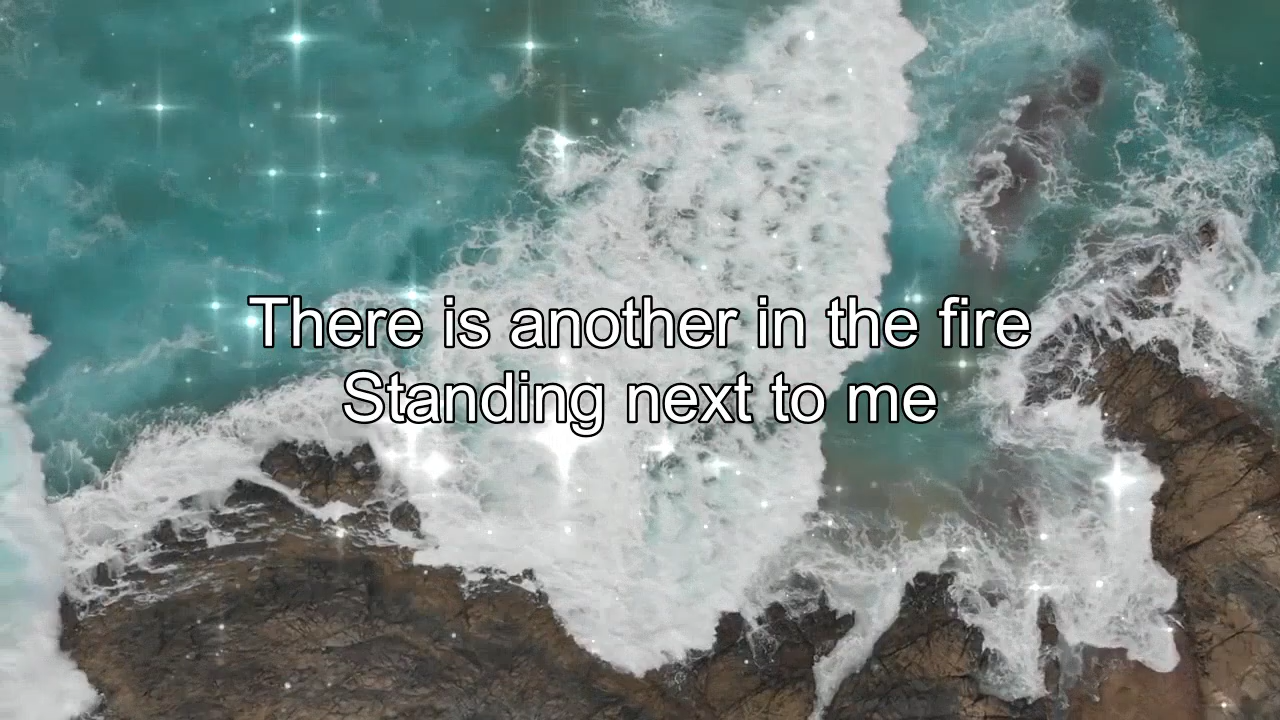 There is another in the fire
Standing next to me